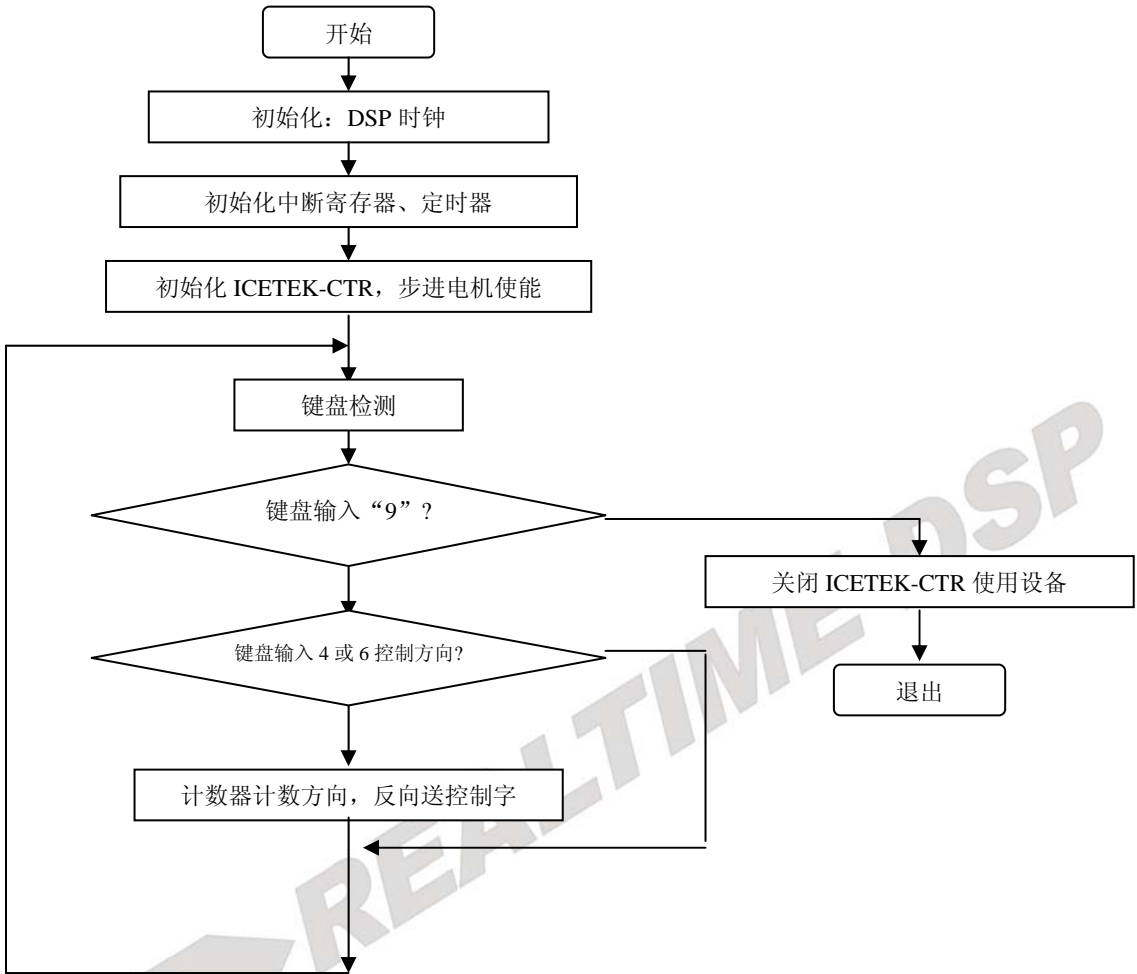 开始
初始化：DSP 时钟
初始化中断寄存器、定时器
初始化 ICETEK-CTR，步进电机使能
键盘检测
键盘输入“9”?
关闭 ICETEK-CTR 使用设备
键盘输入 4 或 6 控制方向?
退出
计数器计数方向，反向送控制字
REALTIME DSP